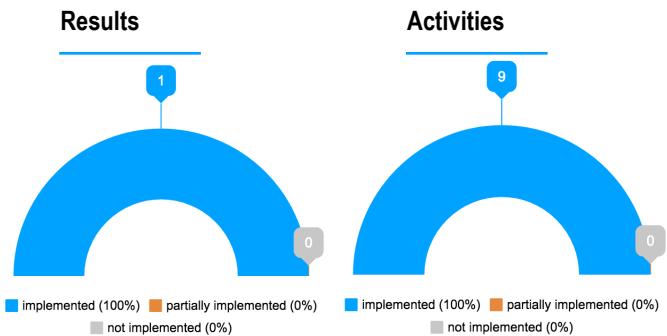 Results
1
0
implemented (100%) partially implemented (0%)
not implemented (0%)
Activities
9
0
implemented (100%) partially implemented (0%)
not implemented (0%)